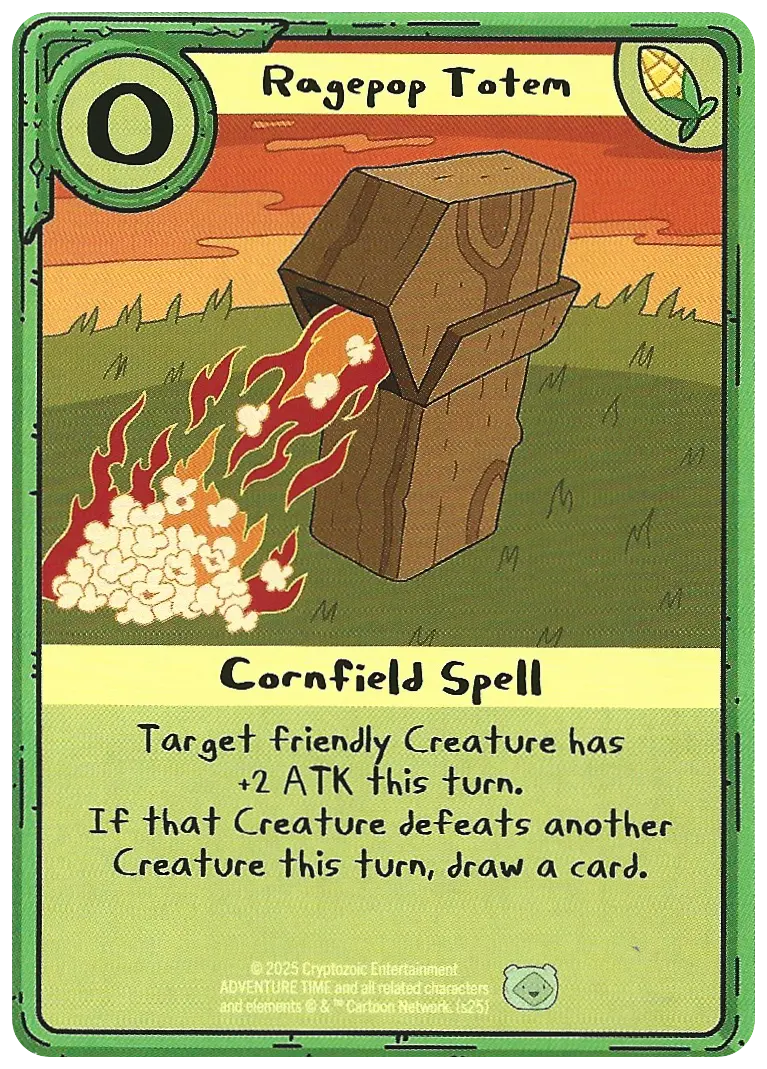 0
Ragepop Totem
Cornfield Spell
Target friendly Creature has
+2 ATK this turn.
If that Creature defeats another
Creature this turn, draw a card.
© 2025 Cryptozoic Entertainment
ADVENTURE TIME and all related characters
and elements © & ™ Cartoon Network. (s25)